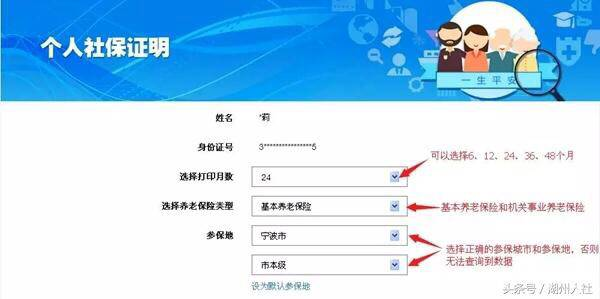 个人社保证明
一生平安
姓名 *莉
身份证号 3***************5
可以选择6、12、24、36、48个月
选择打印月数 24
选择养老保险类型 基本养老保险 基本养老保险和机关事业养老保险
参保地 宁波市
选择正确的参保城市和参保地，否则
无法查询到数据
市本级
设为默认参保地
头条号／湖州人社